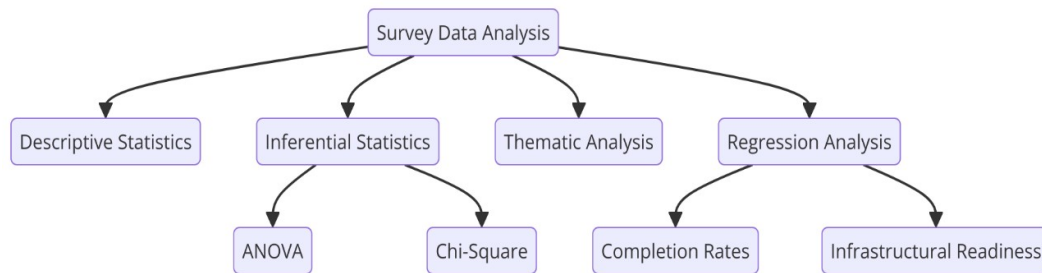 Survey Data Analysis
Descriptive Statistics
Inferential Statistics
Thematic Analysis
Regression Analysis
ANOVA
Chi-Square
Completion Rates
Infrastructural Readiness